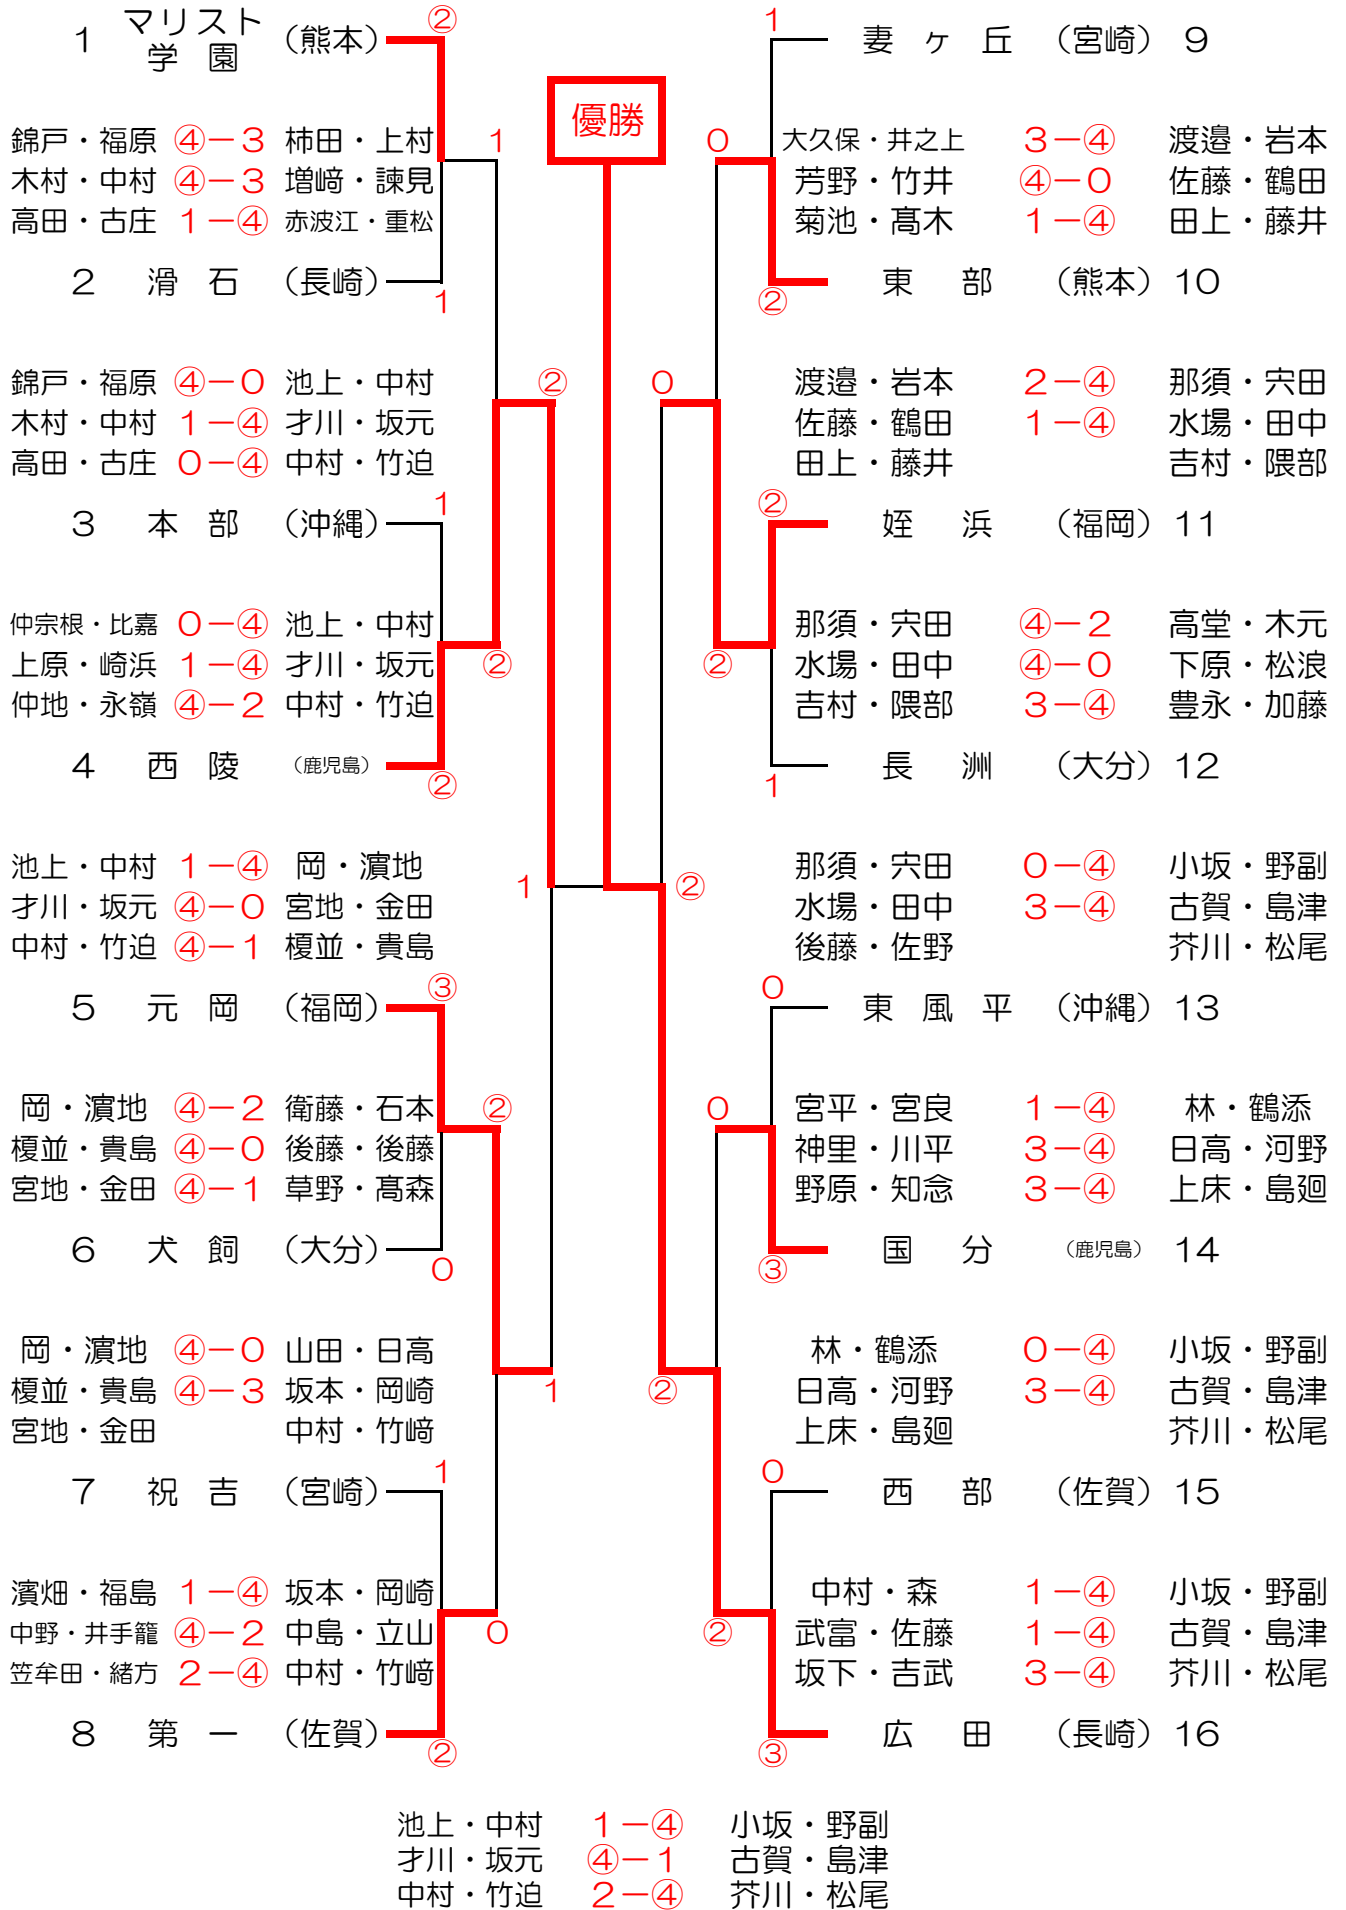 1 マリスト学園 （熊本） ②
錦戸・福原 ④－3 柿田・上村
木村・中村 ④－3 増﨑・諫見
高田・古庄 1－④ 赤波江・重松
1
2 滑石 （長崎） 1
錦戸・福原 ④－0 池上・中村
木村・中村 1－④ 才川・坂元
高田・古庄 0－④ 中村・竹迫
②
3 本部 （沖縄） 1
仲宗根・比嘉 0－④ 池上・中村
上原・崎浜 1－④ 才川・坂元
仲地・永嶺 ④－2 中村・竹迫
②
4 西陵 （鹿児島） ②
池上・中村 1－④ 岡・濵地
才川・坂元 ④－0 宮地・金田
中村・竹迫 ④－1 榎並・貴島
1
5 元岡 （福岡） ③
岡・濵地 ④－2 衛藤・石本
榎並・貴島 ④－0 後藤・後藤
宮地・金田 ④－1 草野・髙森
②
6 犬飼 （大分） 0
岡・濵地 ④－0 山田・日高
榎並・貴島 ④－3 坂本・岡崎
宮地・金田 中村・竹﨑
1
7 祝吉 （宮崎） 1
濱畑・福島 1－④ 坂本・岡崎
中野・井手籠 ④－2 中島・立山
笠牟田・緒方 2－④ 中村・竹﨑
0
8 第一 （佐賀） ②
優勝
1 妻ヶ丘 （宮崎） 9
0
大久保・井之上 3－④ 渡邉・岩本
芳野・竹井 ④－0 佐藤・鶴田
菊池・髙木 1－④ 田上・藤井
② 東部 （熊本） 10
0
渡邉・岩本 2－④ 那須・宍田
佐藤・鶴田 1－④ 水場・田中
田上・藤井 吉村・隈部
② 姪浜 （福岡） 11
那須・宍田 ④－2 高堂・木元
水場・田中 ④－0 下原・松浪
吉村・隈部 3－④ 豊永・加藤
②
1 長洲 （大分） 12
②
那須・宍田 0－④ 小坂・野副
水場・田中 3－④ 古賀・島津
後藤・佐野 芥川・松尾
0 東風平 （沖縄） 13
0
宮平・宮良 1－④ 林・鶴添
神里・川平 3－④ 日高・河野
野原・知念 3－④ 上床・島廻
③ 国分 （鹿児島） 14
林・鶴添 0－④ 小坂・野副
日高・河野 3－④ 古賀・島津
上床・島廻 芥川・松尾
②
0 西部 （佐賀） 15
中村・森 1－④ 小坂・野副
武富・佐藤 1－④ 古賀・島津
坂下・吉武 3－④ 芥川・松尾
②
③ 広田 （長崎） 16
池上・中村 1－④ 小坂・野副
才川・坂元 ④－1 古賀・島津
中村・竹迫 2－④ 芥川・松尾